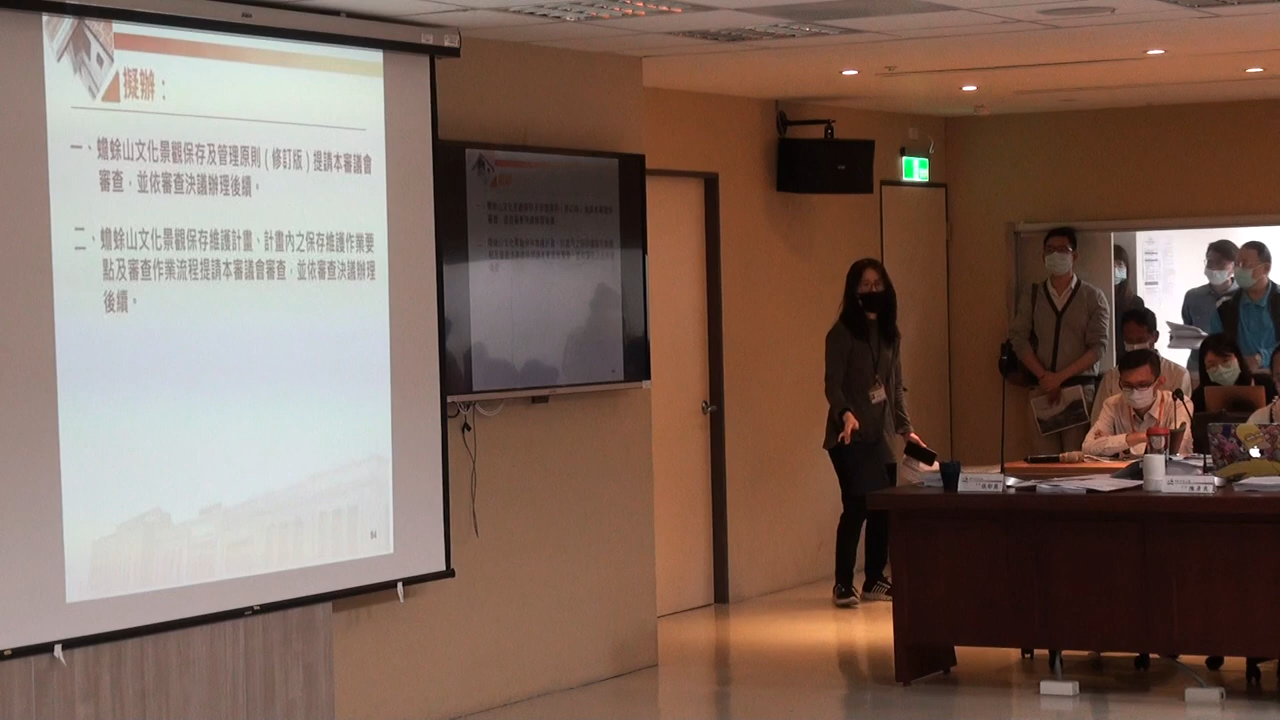 擬辦：
一、蟾蜍山文化景觀保存及管理原則（修訂版）提請本審議會
審查，並依審查決議辦理後續。
二、蟾蜍山文化景觀保存維護計畫、計畫內之保存維護作業要
點及審查作業流程提請本審議會審查，並依審查決議辦理
後續。
94